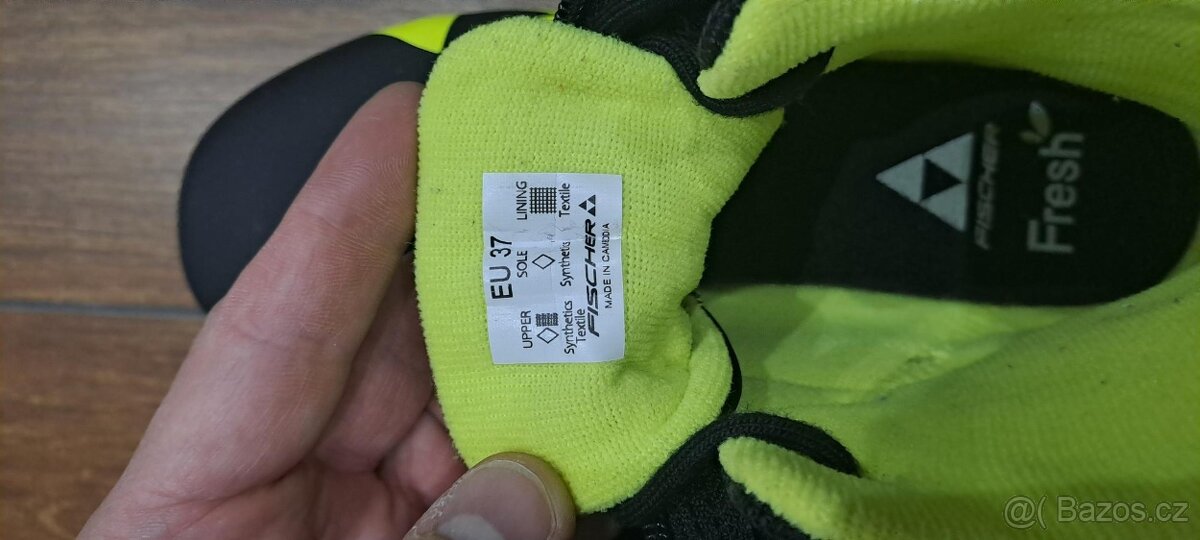 EU 37
UPPER SOLE LINING
Synthetics Synthetics Textile
Textile
FISCHER
MADE IN CAMBODIA
FISCHER
Fresh
@( Bazos.cz